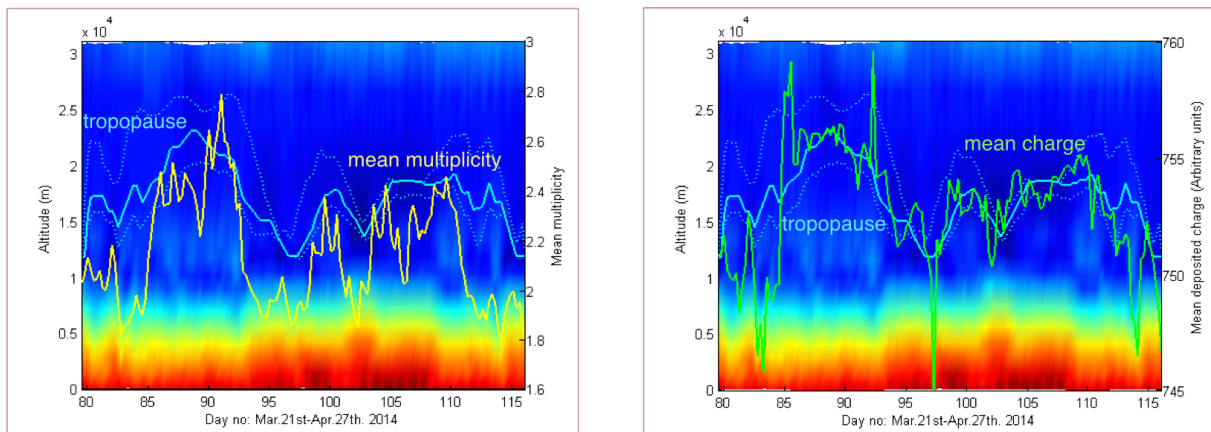 x 10^4
3
3
2.5
2
1.5
1
0.5
0
Altitude (m)
tropopause
mean multiplicity
2.8
2.6
2.4
2.2
2
1.8
1.6
Mean multiplicity
80 85 90 95 100 105 110 115
Day no: Mar.21st-Apr.27th. 2014
x 10^4
760
3
2.5
2
1.5
1
0.5
0
Altitude (m)
mean charge
tropopause
755
750
745
Mean deposited charge (Arbitrary units)
80 85 90 95 100 105 110 115
Day no: Mar.21st-Apr.27th. 2014